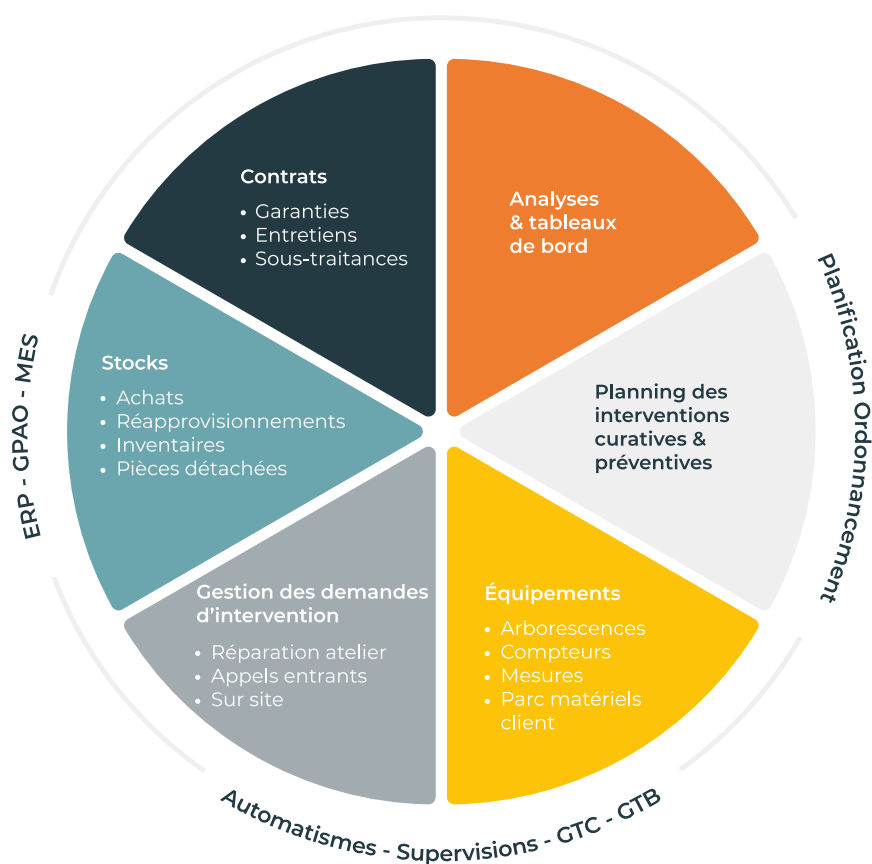 Contrats
• Garanties
• Entretiens
• Sous-traitances
Analyses
& tableaux
de bord
Stocks
• Achats
• Réapprovisionnements
• Inventaires
• Pièces détachées
Planning des
interventions
curatives &
préventives
Gestion des demandes
d'intervention
• Réparation atelier
• Appels entrants
• Sur site
Équipements
• Arborescences
• Compteurs
• Mesures
• Parc matériels
client
ERP - GPAO - MES
Planification Ordonnancement
Automatismes - Supervisions - GTC - GTB